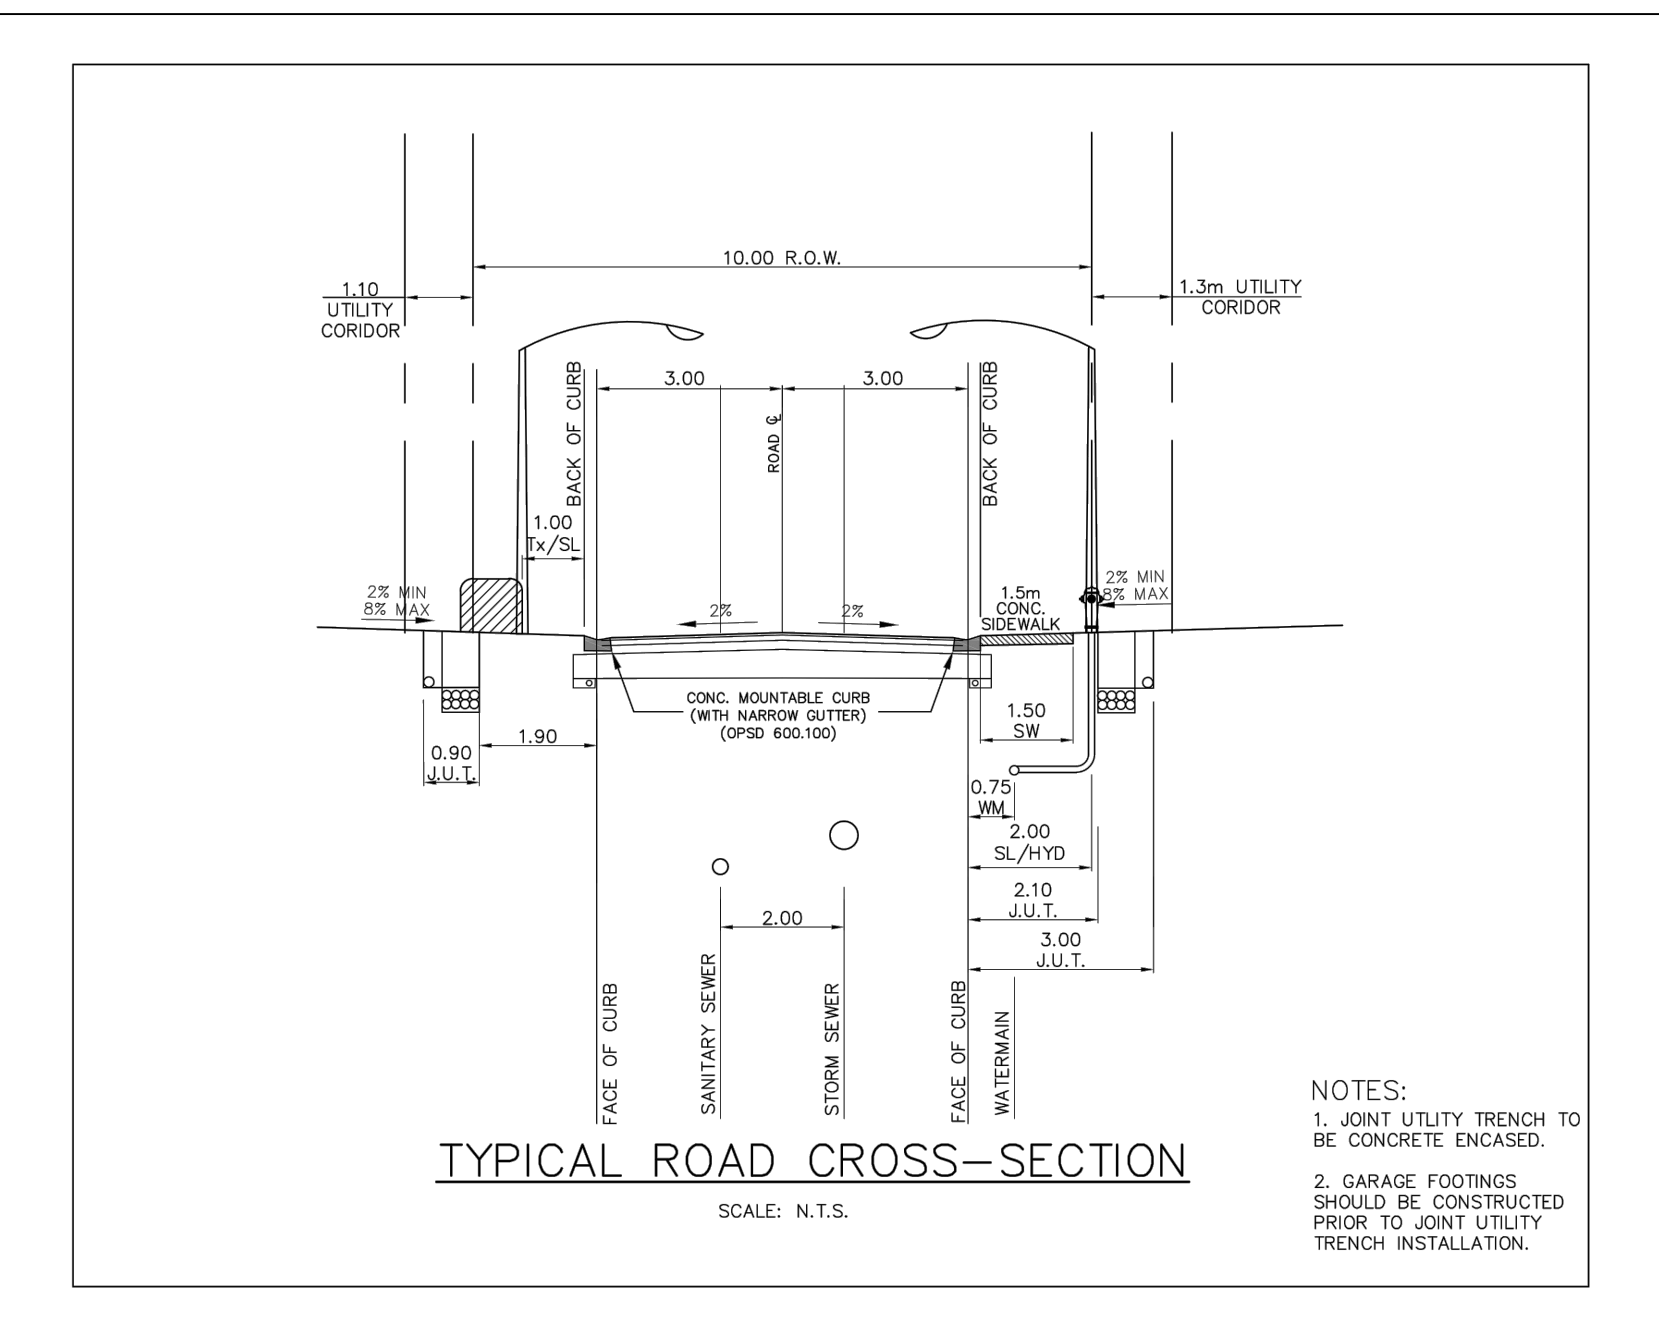 10.00 R.O.W.
1.10
UTILITY
CORIDOR
1.3m UTILITY
CORIDOR
BACK OF CURB
3.00
3.00
BACK OF CURB
ROAD ℄
1.00
Tx/SL
2% MIN
8% MAX
2%
2%
1.5m
CONC.
SIDEWALK
2% MIN
8% MAX
CONC. MOUNTABLE CURB
(WITH NARROW GUTTER)
(OPSD 600.100)
1.90
0.90
J.U.T.
1.50
SW
0.75
WM
2.00
SL/HYD
2.10
J.U.T.
2.00
3.00
J.U.T.
FACE OF CURB
SANITARY SEWER
STORM SEWER
FACE OF CURB
WATERMAIN
TYPICAL ROAD CROSS-SECTION
SCALE: N.T.S.
NOTES:
1. JOINT UTLITY TRENCH TO
BE CONCRETE ENCASED.
2. GARAGE FOOTINGS
SHOULD BE CONSTRUCTED
PRIOR TO JOINT UTILITY
TRENCH INSTALLATION.